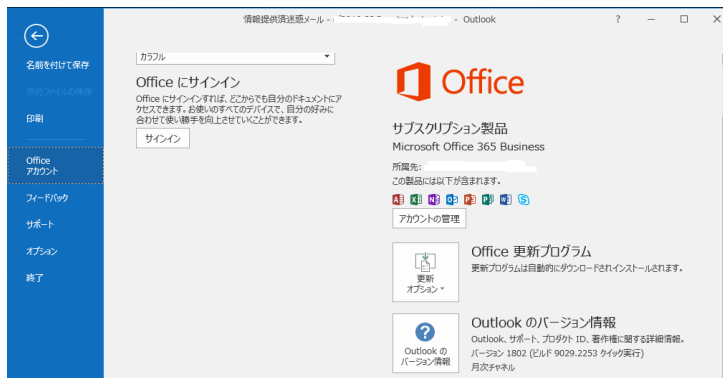 情報提供済迷惑メール -
- Outlook
? — □ ×
名前を付けて保存
添付ファイルの保存
印刷
Office
アカウント
フィードバック
サポート
オプション
終了
カラフル
Office にサインイン
Office にサインインすれば、どこからでも自分のドキュメントにア
クセスできます。お使いのすべてのデバイスで、自分の好みに
合わせて使い勝手を向上させていくことができます。
サインイン
Office
サブスクリプション製品
Microsoft Office 365 Business
所属先:
この製品には以下が含まれます。
アカウントの管理
更新
オプション
Office 更新プログラム
更新プログラムは自動的にダウンロードされインストールされます。
Outlook の
バージョン情報
Outlook のバージョン情報
Outlook、サポート、プロダクト ID、著作権に関する詳細情報。
バージョン 1802 (ビルド 9029.2253 クイック実行)
月次チャネル